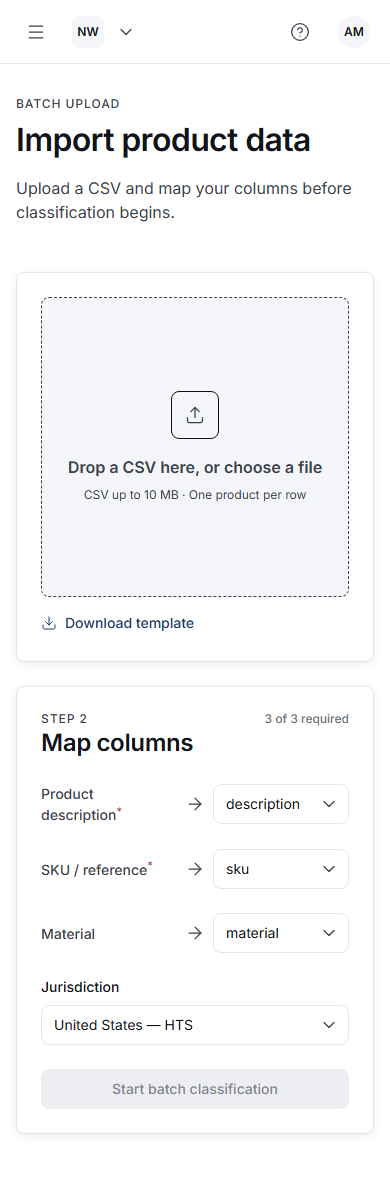 NW
AM
BATCH UPLOAD
Import product data
Upload a CSV and map your columns before
classification begins.
Drop a CSV here, or choose a file
CSV up to 10 MB · One product per row
Download template
STEP 2
3 of 3 required
Map columns
Product
description*
description
SKU / reference*
sku
Material
material
Jurisdiction
United States — HTS
Start batch classification